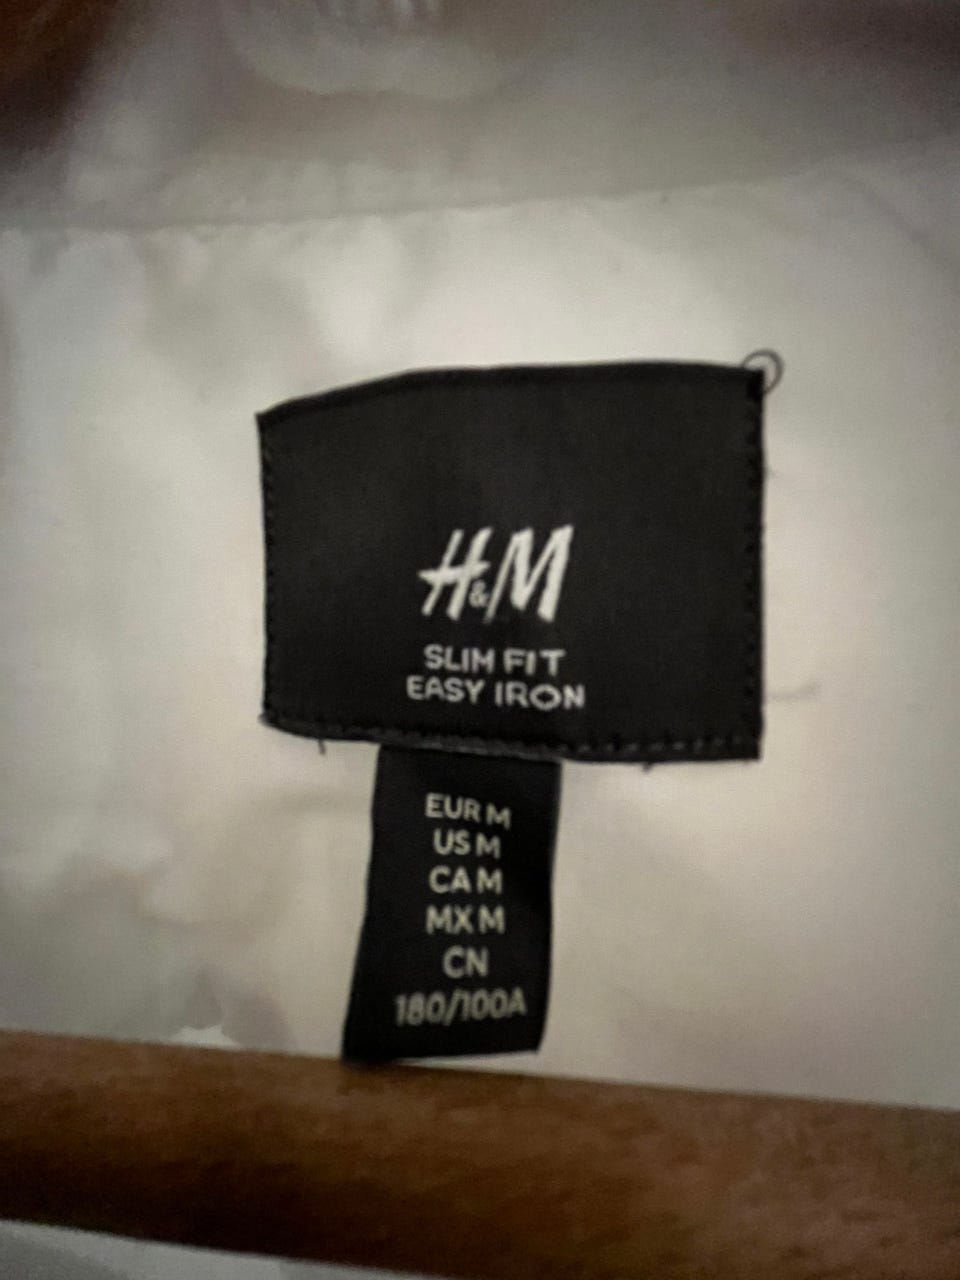 H&M
SLIM FIT
EASY IRON
EUR M
US M
CA M
MX M
CN
180/100A